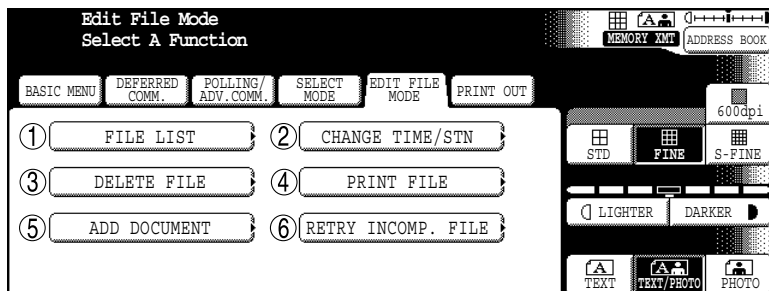 Edit File Mode
Select A Function
MEMORY XMT
ADDRESS BOOK
BASIC MENU
DEFERRED COMM.
POLLING/ ADV.COMM.
SELECT MODE
EDIT FILE MODE
PRINT OUT
600dpi
① FILE LIST
② CHANGE TIME/STN
STD
FINE
S-FINE
③ DELETE FILE
④ PRINT FILE
LIGHTER
DARKER
⑤ ADD DOCUMENT
⑥ RETRY INCOMP. FILE
A
TEXT
A
TEXT/PHOTO
PHOTO